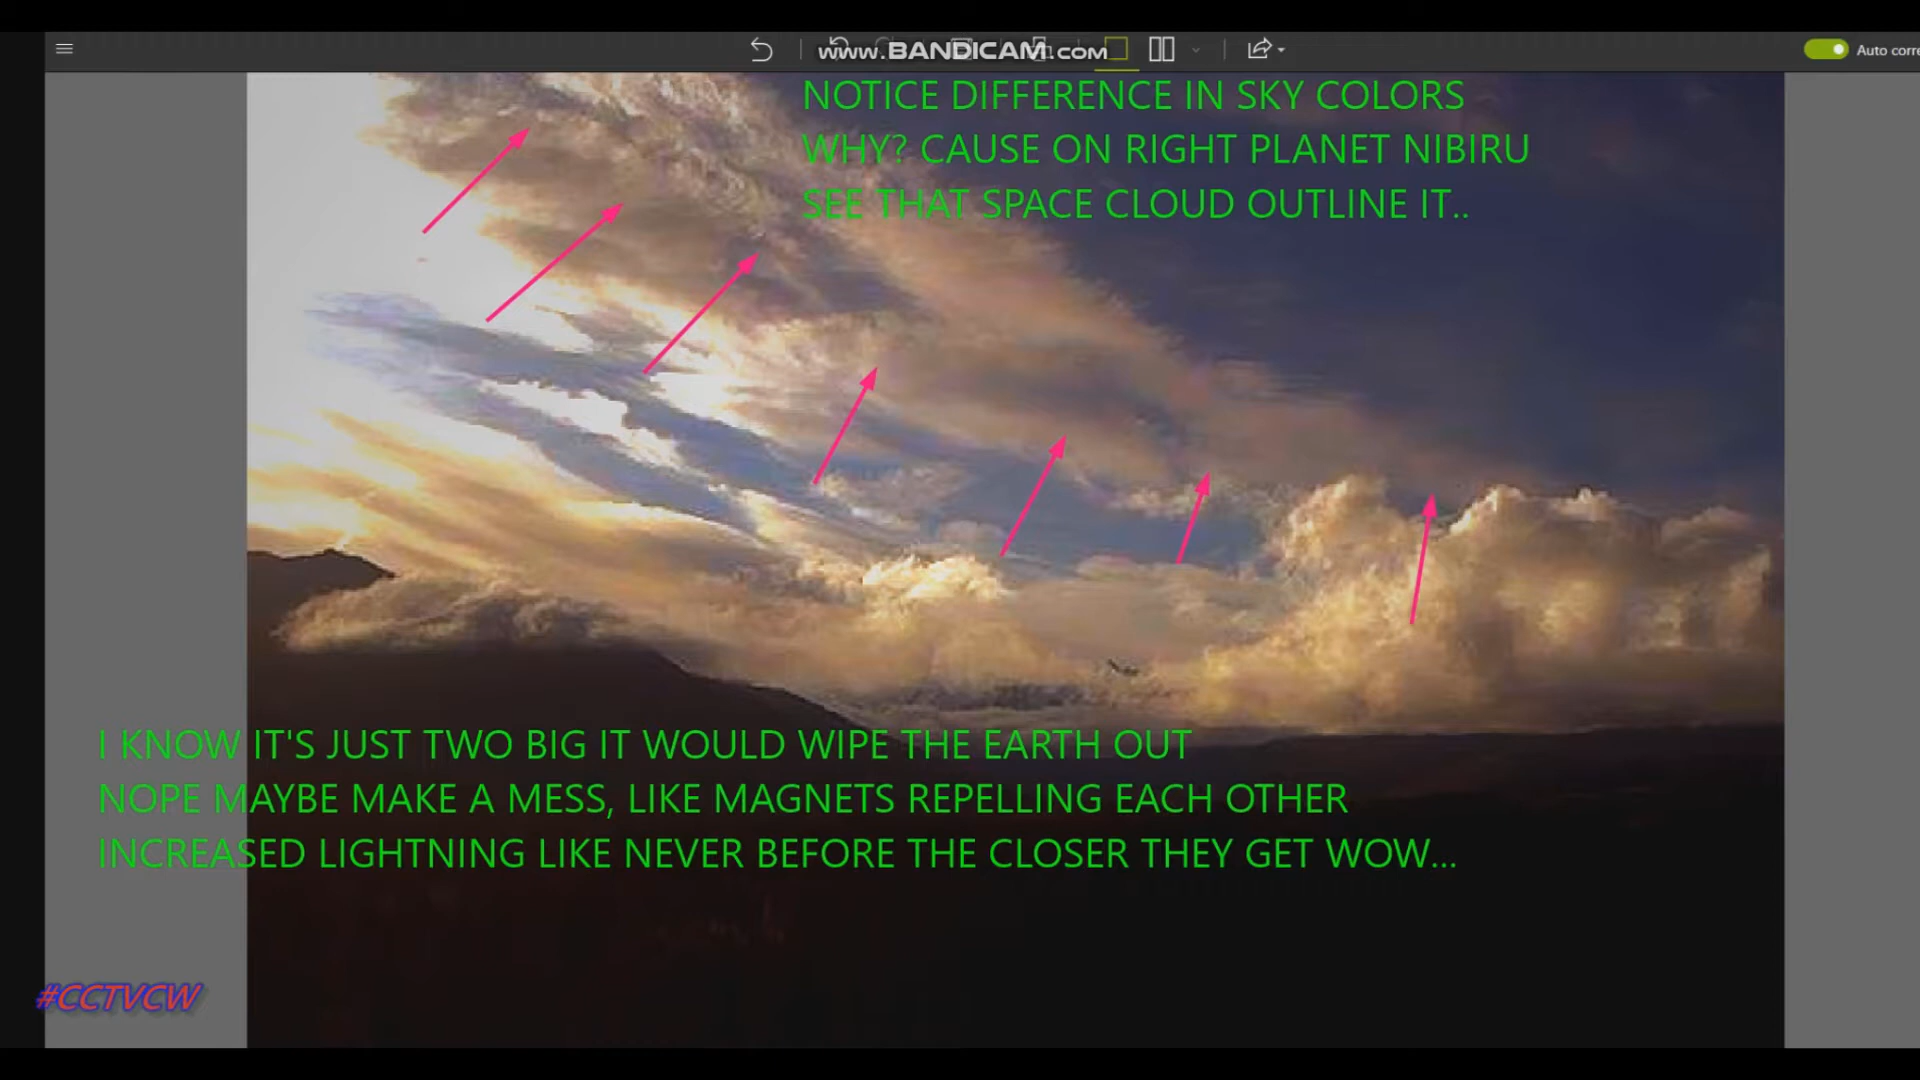 www.BANDICAM.com
Auto corre
NOTICE DIFFERENCE IN SKY COLORS
WHY? CAUSE ON RIGHT PLANET NIBIRU
SEE THAT SPACE CLOUD OUTLINE IT..
I KNOW IT'S JUST TWO BIG IT WOULD WIPE THE EARTH OUT
NOPE MAYBE MAKE A MESS, LIKE MAGNETS REPELLING EACH OTHER
INCREASED LIGHTNING LIKE NEVER BEFORE THE CLOSER THEY GET WOW...
#CCTVCW